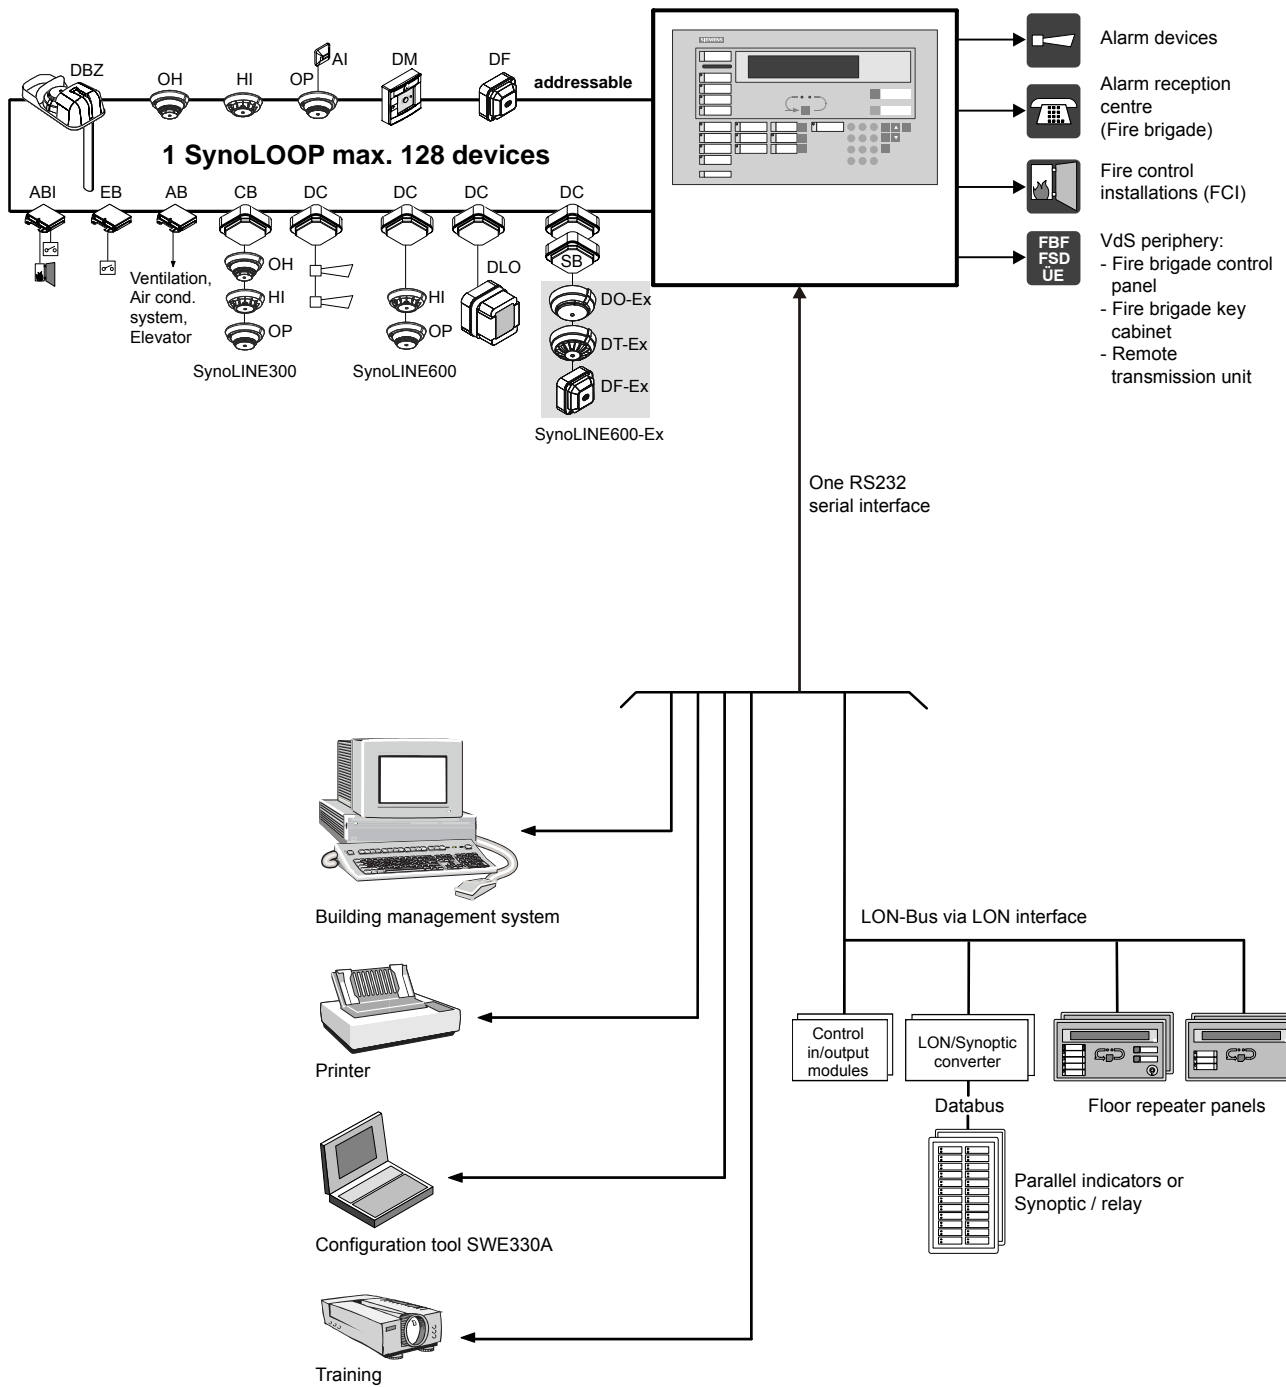 DBZ
OH
HI
OP
AI
DM
DF
addressable
SIEMENS
1 SynoLOOP max. 128 devices
ABI
EB
AB
CB
DC
DC
DC
DC
Ventilation,
Air cond.
system,
Elevator
OH
HI
OP
SynoLINE300
HI
OP
SynoLINE600
DLO
SB
DO-Ex
DT-Ex
DF-Ex
SynoLINE600-Ex
Alarm devices
Alarm reception
centre
(Fire brigade)
Fire control
installations (FCI)
FBF
FSD
ÜE
VdS periphery:
- Fire brigade control
panel
- Fire brigade key
cabinet
- Remote
transmission unit
One RS232
serial interface
Building management system
Printer
Configuration tool SWE330A
Training
LON-Bus via LON interface
Control
in/output
modules
LON/Synoptic
converter
Databus
Floor repeater panels
Parallel indicators or
Synoptic / relay